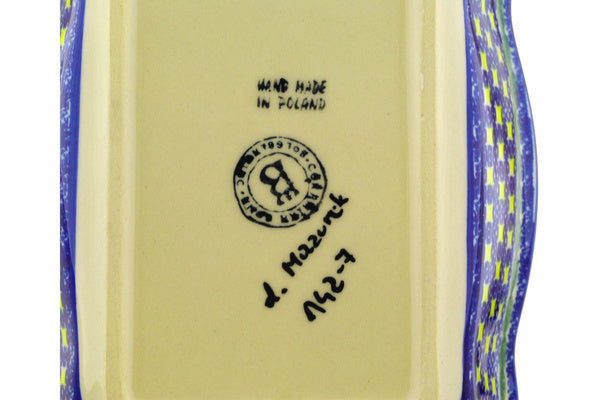 HAND MADE
IN POLAND
d. Mazurek
142-7